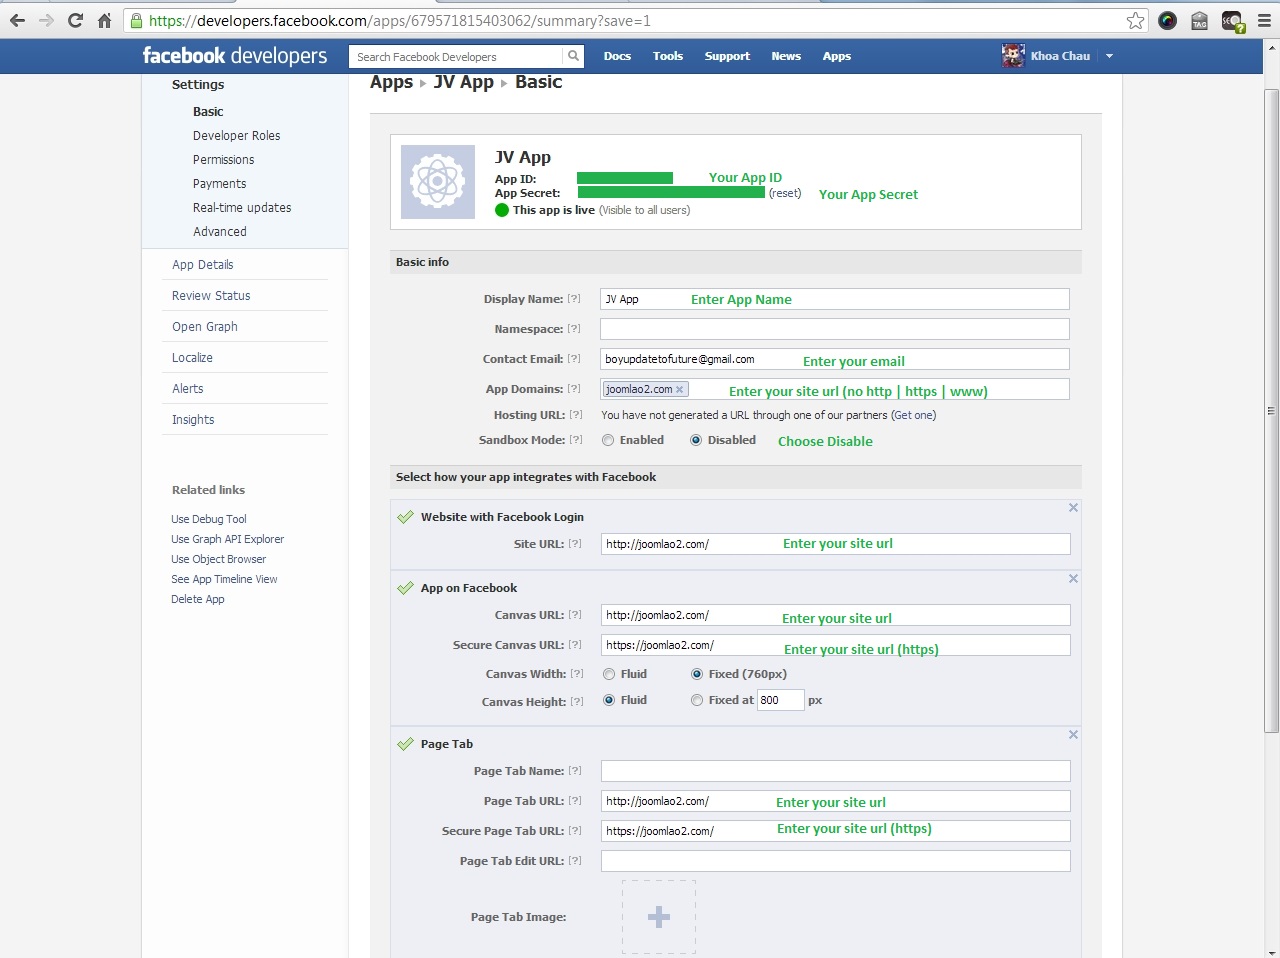 https://developers.facebook.com/apps/679571815403062/summary?save=1
facebook developers Search Facebook Developers Docs Tools Support News Apps Khoa Chau
Settings
Basic
Developer Roles
Permissions
Payments
Real-time updates
Advanced
App Details
Review Status
Open Graph
Localize
Alerts
Insights
Related links
Use Debug Tool
Use Graph API Explorer
Use Object Browser
See App Timeline View
Delete App
Apps ▸ JV App ▸ Basic
JV App
App ID: Your App ID
App Secret: (reset) Your App Secret
This app is live (Visible to all users)
Basic info
Display Name: [?] JV App Enter App Name
Namespace: [?]
Contact Email: [?] boyupdatetofuture@gmail.com Enter your email
App Domains: [?] joomlao2.com × Enter your site url (no http | https | www)
Hosting URL: [?] You have not generated a URL through one of our partners (Get one)
Sandbox Mode: [?] Enabled Disabled Choose Disable
Select how your app integrates with Facebook
Website with Facebook Login
Site URL: [?] http://joomlao2.com/ Enter your site url
App on Facebook
Canvas URL: [?] http://joomlao2.com/ Enter your site url
Secure Canvas URL: [?] https://joomlao2.com/ Enter your site url (https)
Canvas Width: [?] Fluid Fixed (760px)
Canvas Height: [?] Fluid Fixed at 800 px
Page Tab
Page Tab Name: [?]
Page Tab URL: [?] http://joomlao2.com/ Enter your site url
Secure Page Tab URL: [?] https://joomlao2.com/ Enter your site url (https)
Page Tab Edit URL: [?]
Page Tab Image: